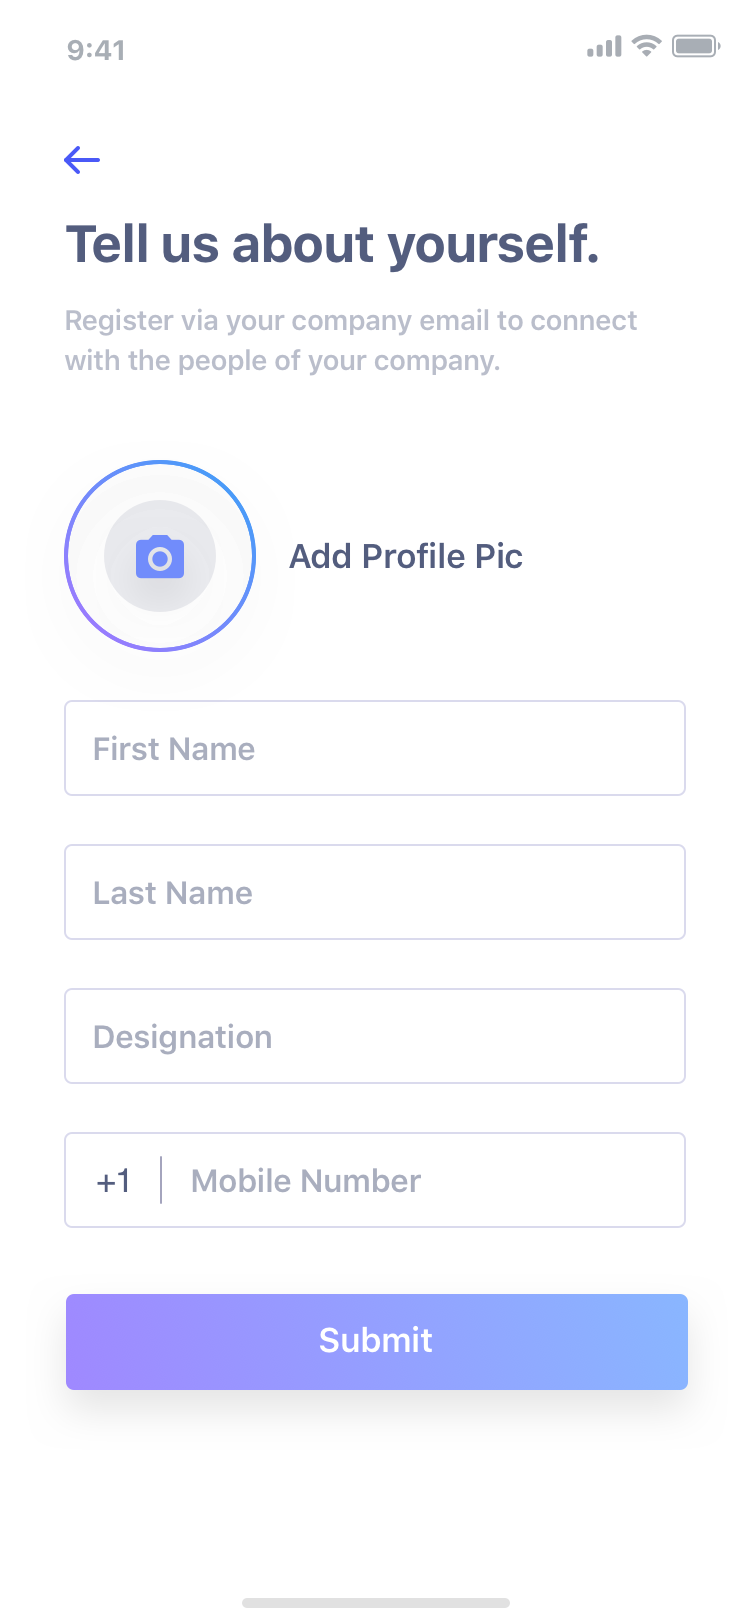 9:41
Tell us about yourself.
Register via your company email to connect
with the people of your company.
Add Profile Pic
First Name
Last Name
Designation
+1 Mobile Number
Submit